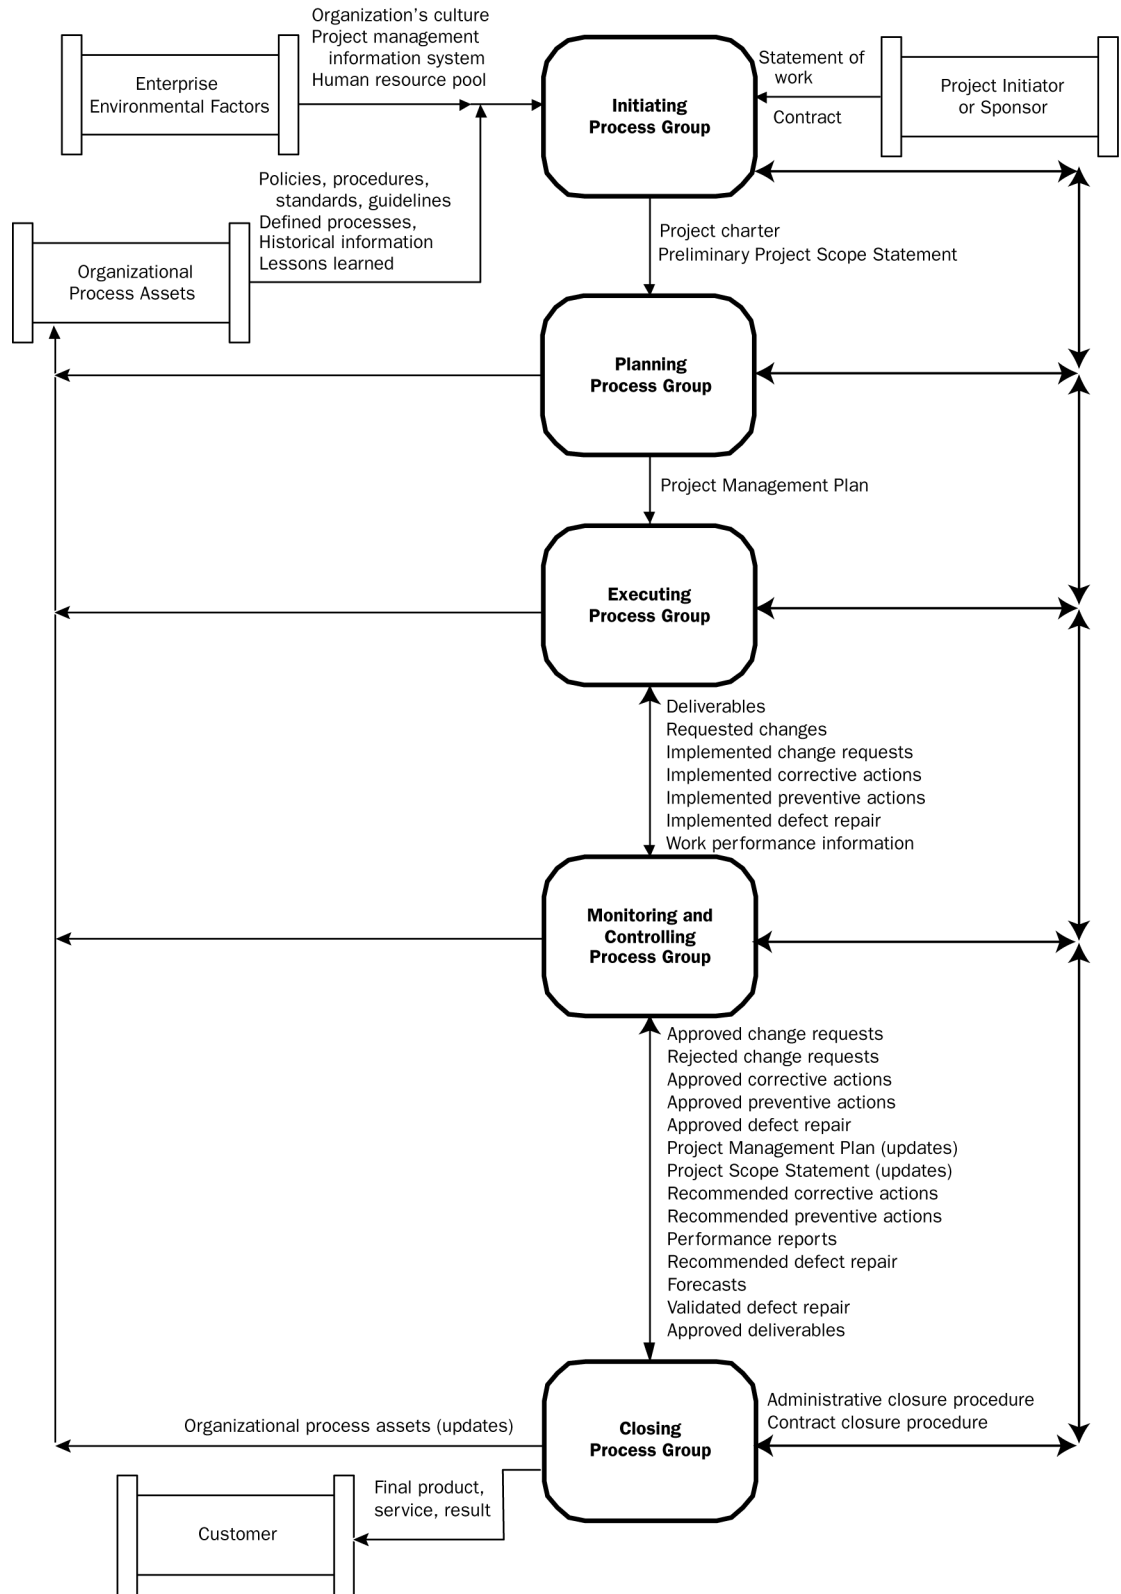 Organization’s culture
Project management
information system
Human resource pool
Enterprise
Environmental Factors
Initiating
Process Group
Statement of
work
Contract
Project Initiator
or Sponsor
Policies, procedures,
standards, guidelines
Defined processes,
Historical information
Lessons learned
Organizational
Process Assets
Project charter
Preliminary Project Scope Statement
Planning
Process Group
Project Management Plan
Executing
Process Group
Deliverables
Requested changes
Implemented change requests
Implemented corrective actions
Implemented preventive actions
Implemented defect repair
Work performance information
Monitoring and
Controlling
Process Group
Approved change requests
Rejected change requests
Approved corrective actions
Approved preventive actions
Approved defect repair
Project Management Plan (updates)
Project Scope Statement (updates)
Recommended corrective actions
Recommended preventive actions
Performance reports
Recommended defect repair
Forecasts
Validated defect repair
Approved deliverables
Administrative closure procedure
Contract closure procedure
Organizational process assets (updates)
Closing
Process Group
Final product,
service, result
Customer